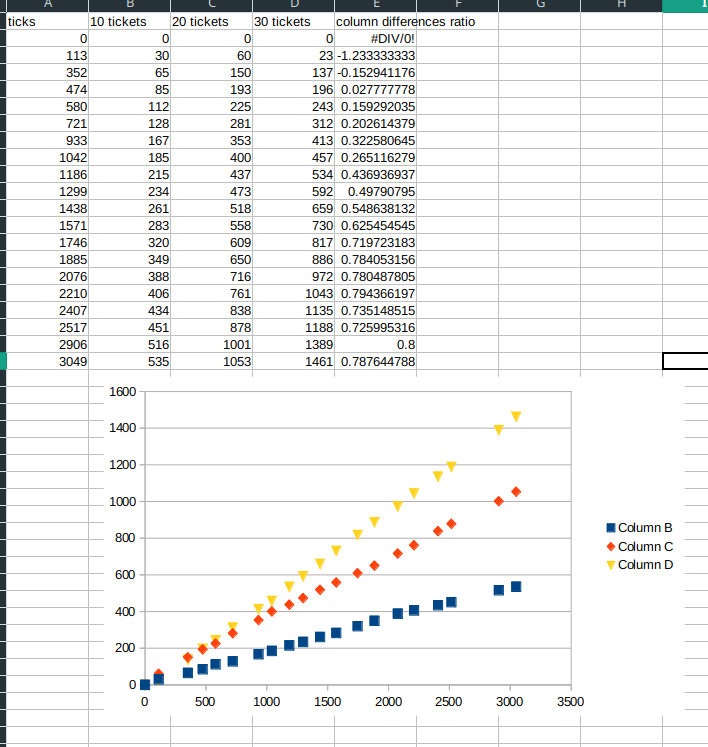 A B C D E F G H I
ticks 10 tickets 20 tickets 30 tickets column differences ratio
0 0 0 0 #DIV/0!
113 30 60 23 -1.233333333
352 65 150 137 -0.152941176
474 85 193 196 0.027777778
580 112 225 243 0.159292035
721 128 281 312 0.202614379
933 167 353 413 0.322580645
1042 185 400 457 0.265116279
1186 215 437 534 0.436936937
1299 234 473 592 0.49790795
1438 261 518 659 0.548638132
1571 283 558 730 0.625454545
1746 320 609 817 0.719723183
1885 349 650 886 0.784053156
2076 388 716 972 0.780487805
2210 406 761 1043 0.794366197
2407 434 838 1135 0.735148515
2517 451 878 1188 0.725995316
2906 516 1001 1389 0.8
3049 535 1053 1461 0.787644788
1600
1400
1200
1000
800
600
400
200
0
0 500 1000 1500 2000 2500 3000 3500
Column B
Column C
Column D